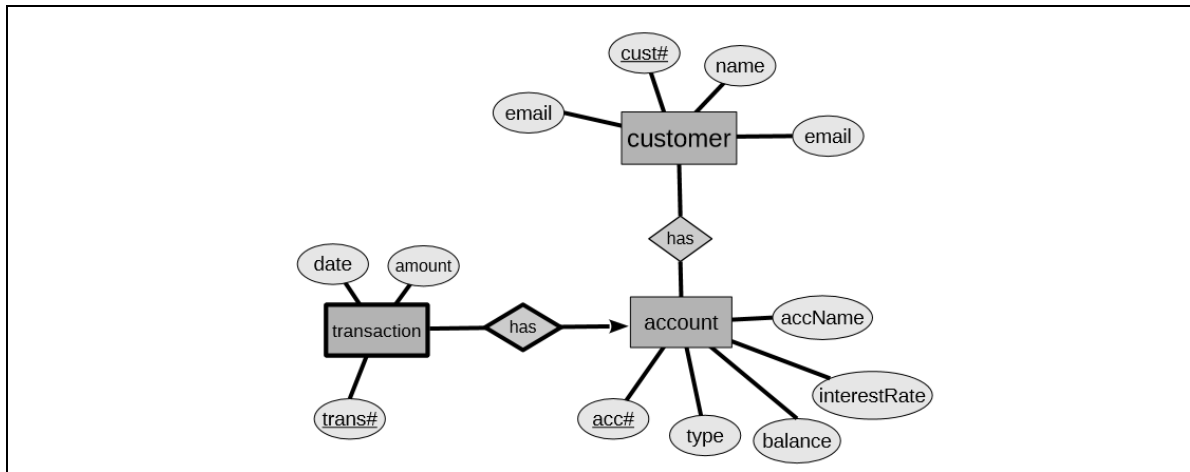 cust#
name
email
customer
email
has
date
amount
transaction
has
account
accName
trans#
acc#
type
balance
interestRate